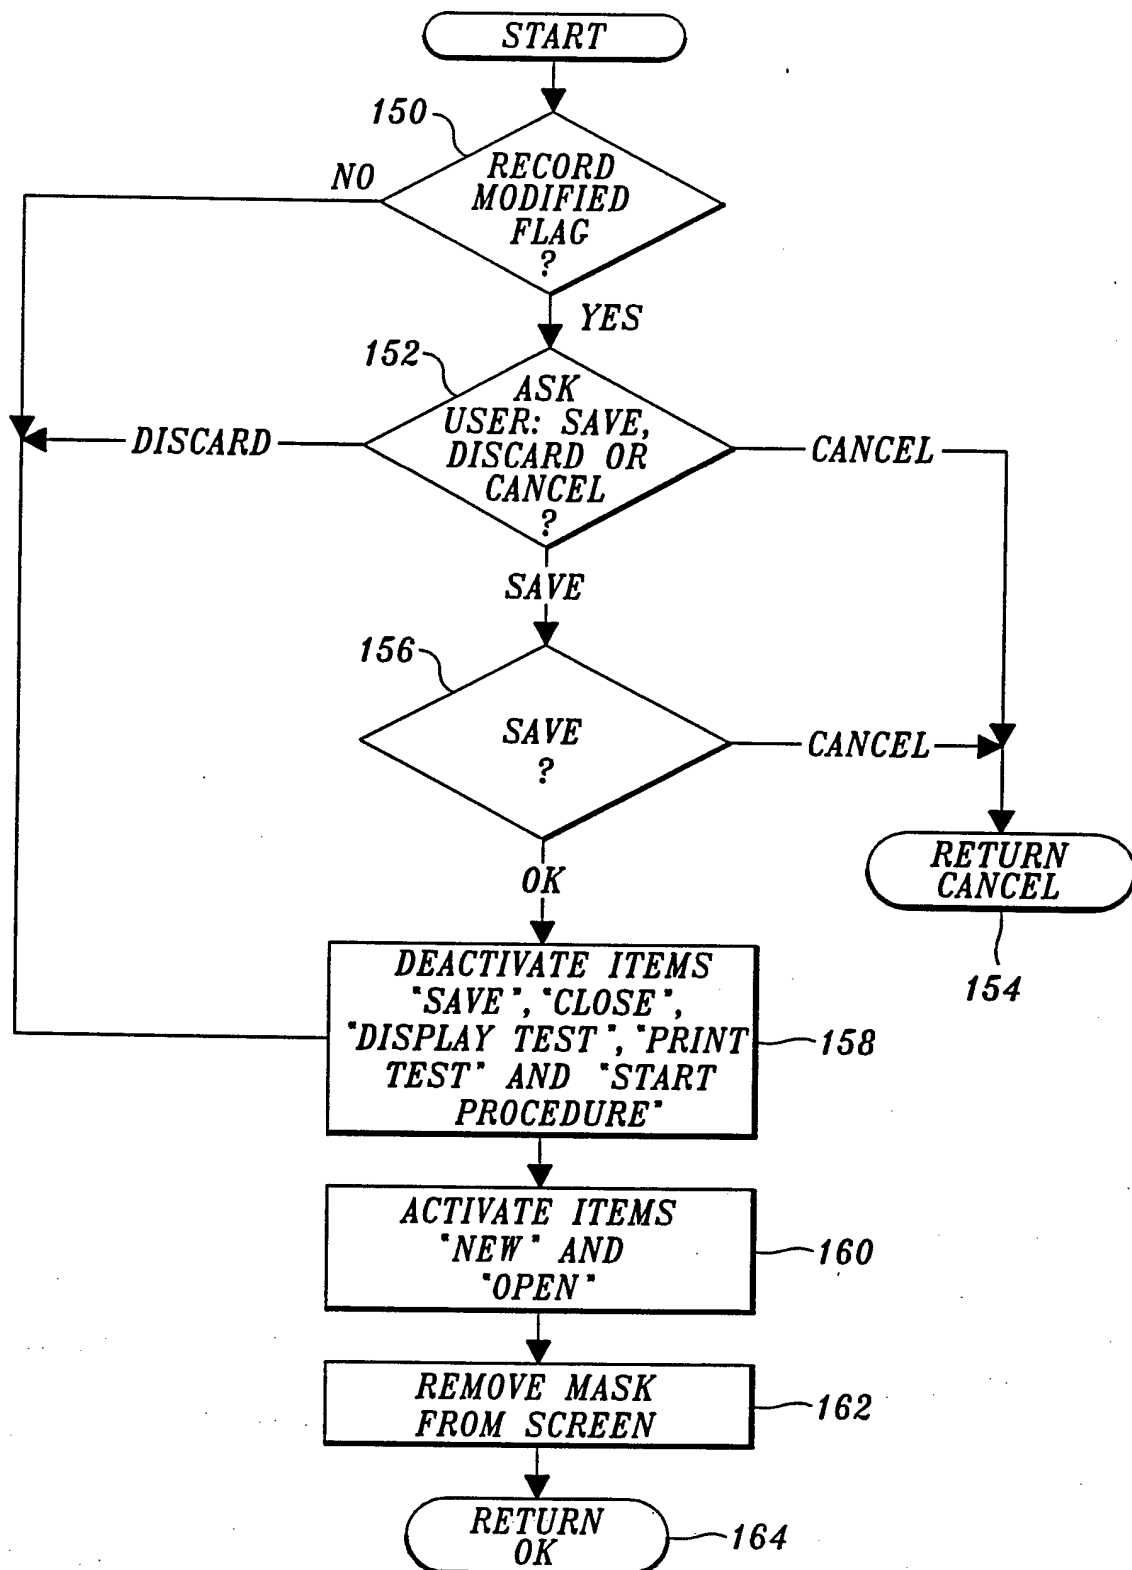 START
150
RECORD
MODIFIED
FLAG
?
NO
YES
152
ASK
USER: SAVE,
DISCARD OR
CANCEL
?
DISCARD
CANCEL
SAVE
156
SAVE
?
CANCEL
OK
RETURN
CANCEL
154
DEACTIVATE ITEMS
"SAVE", "CLOSE",
"DISPLAY TEST", "PRINT
TEST" AND "START
PROCEDURE"
158
ACTIVATE ITEMS
"NEW" AND
"OPEN"
160
REMOVE MASK
FROM SCREEN
162
RETURN
OK
164